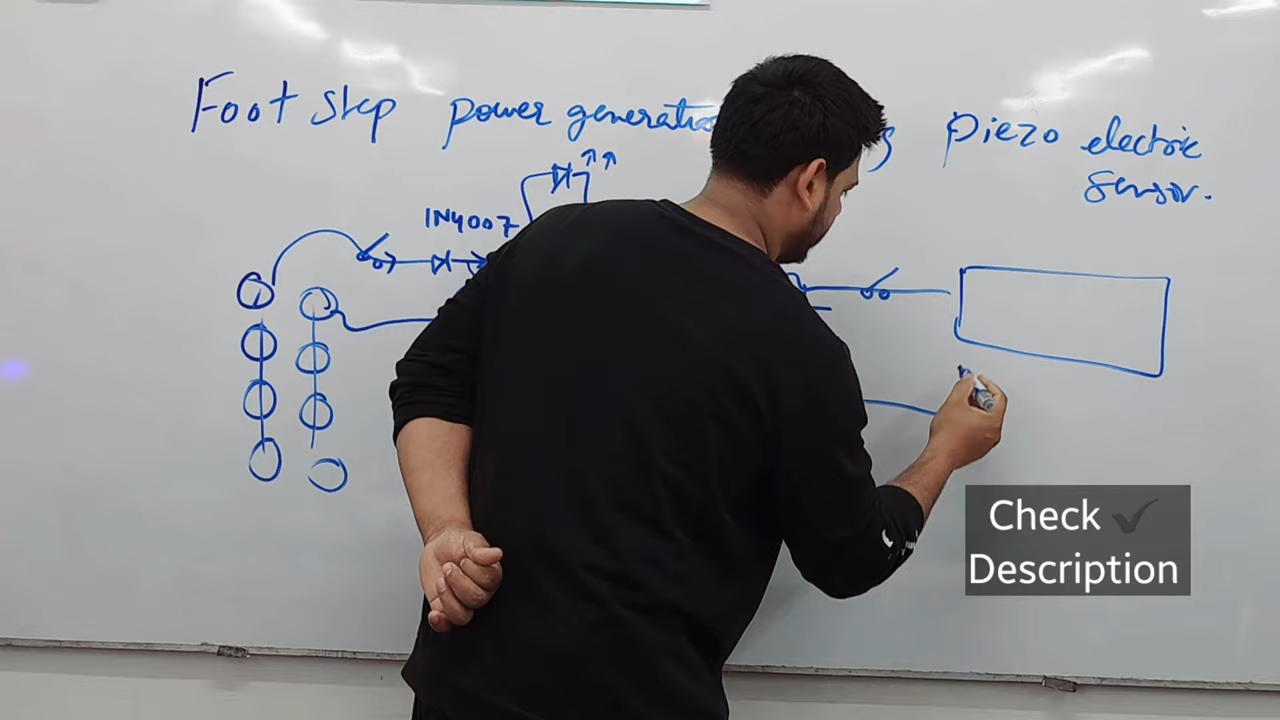 Foot step power generatio piezo electric
sensor.
1N4007
Check ✔
Description